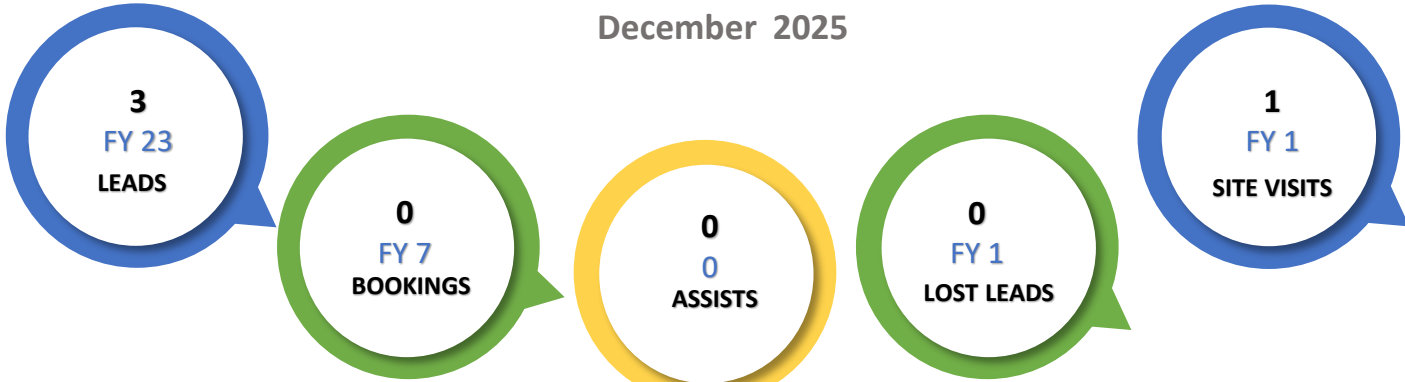 December 2025
3
FY 23
LEADS
0
FY 7
BOOKINGS
0
0
ASSISTS
0
FY 1
LOST LEADS
1
FY 1
SITE VISITS